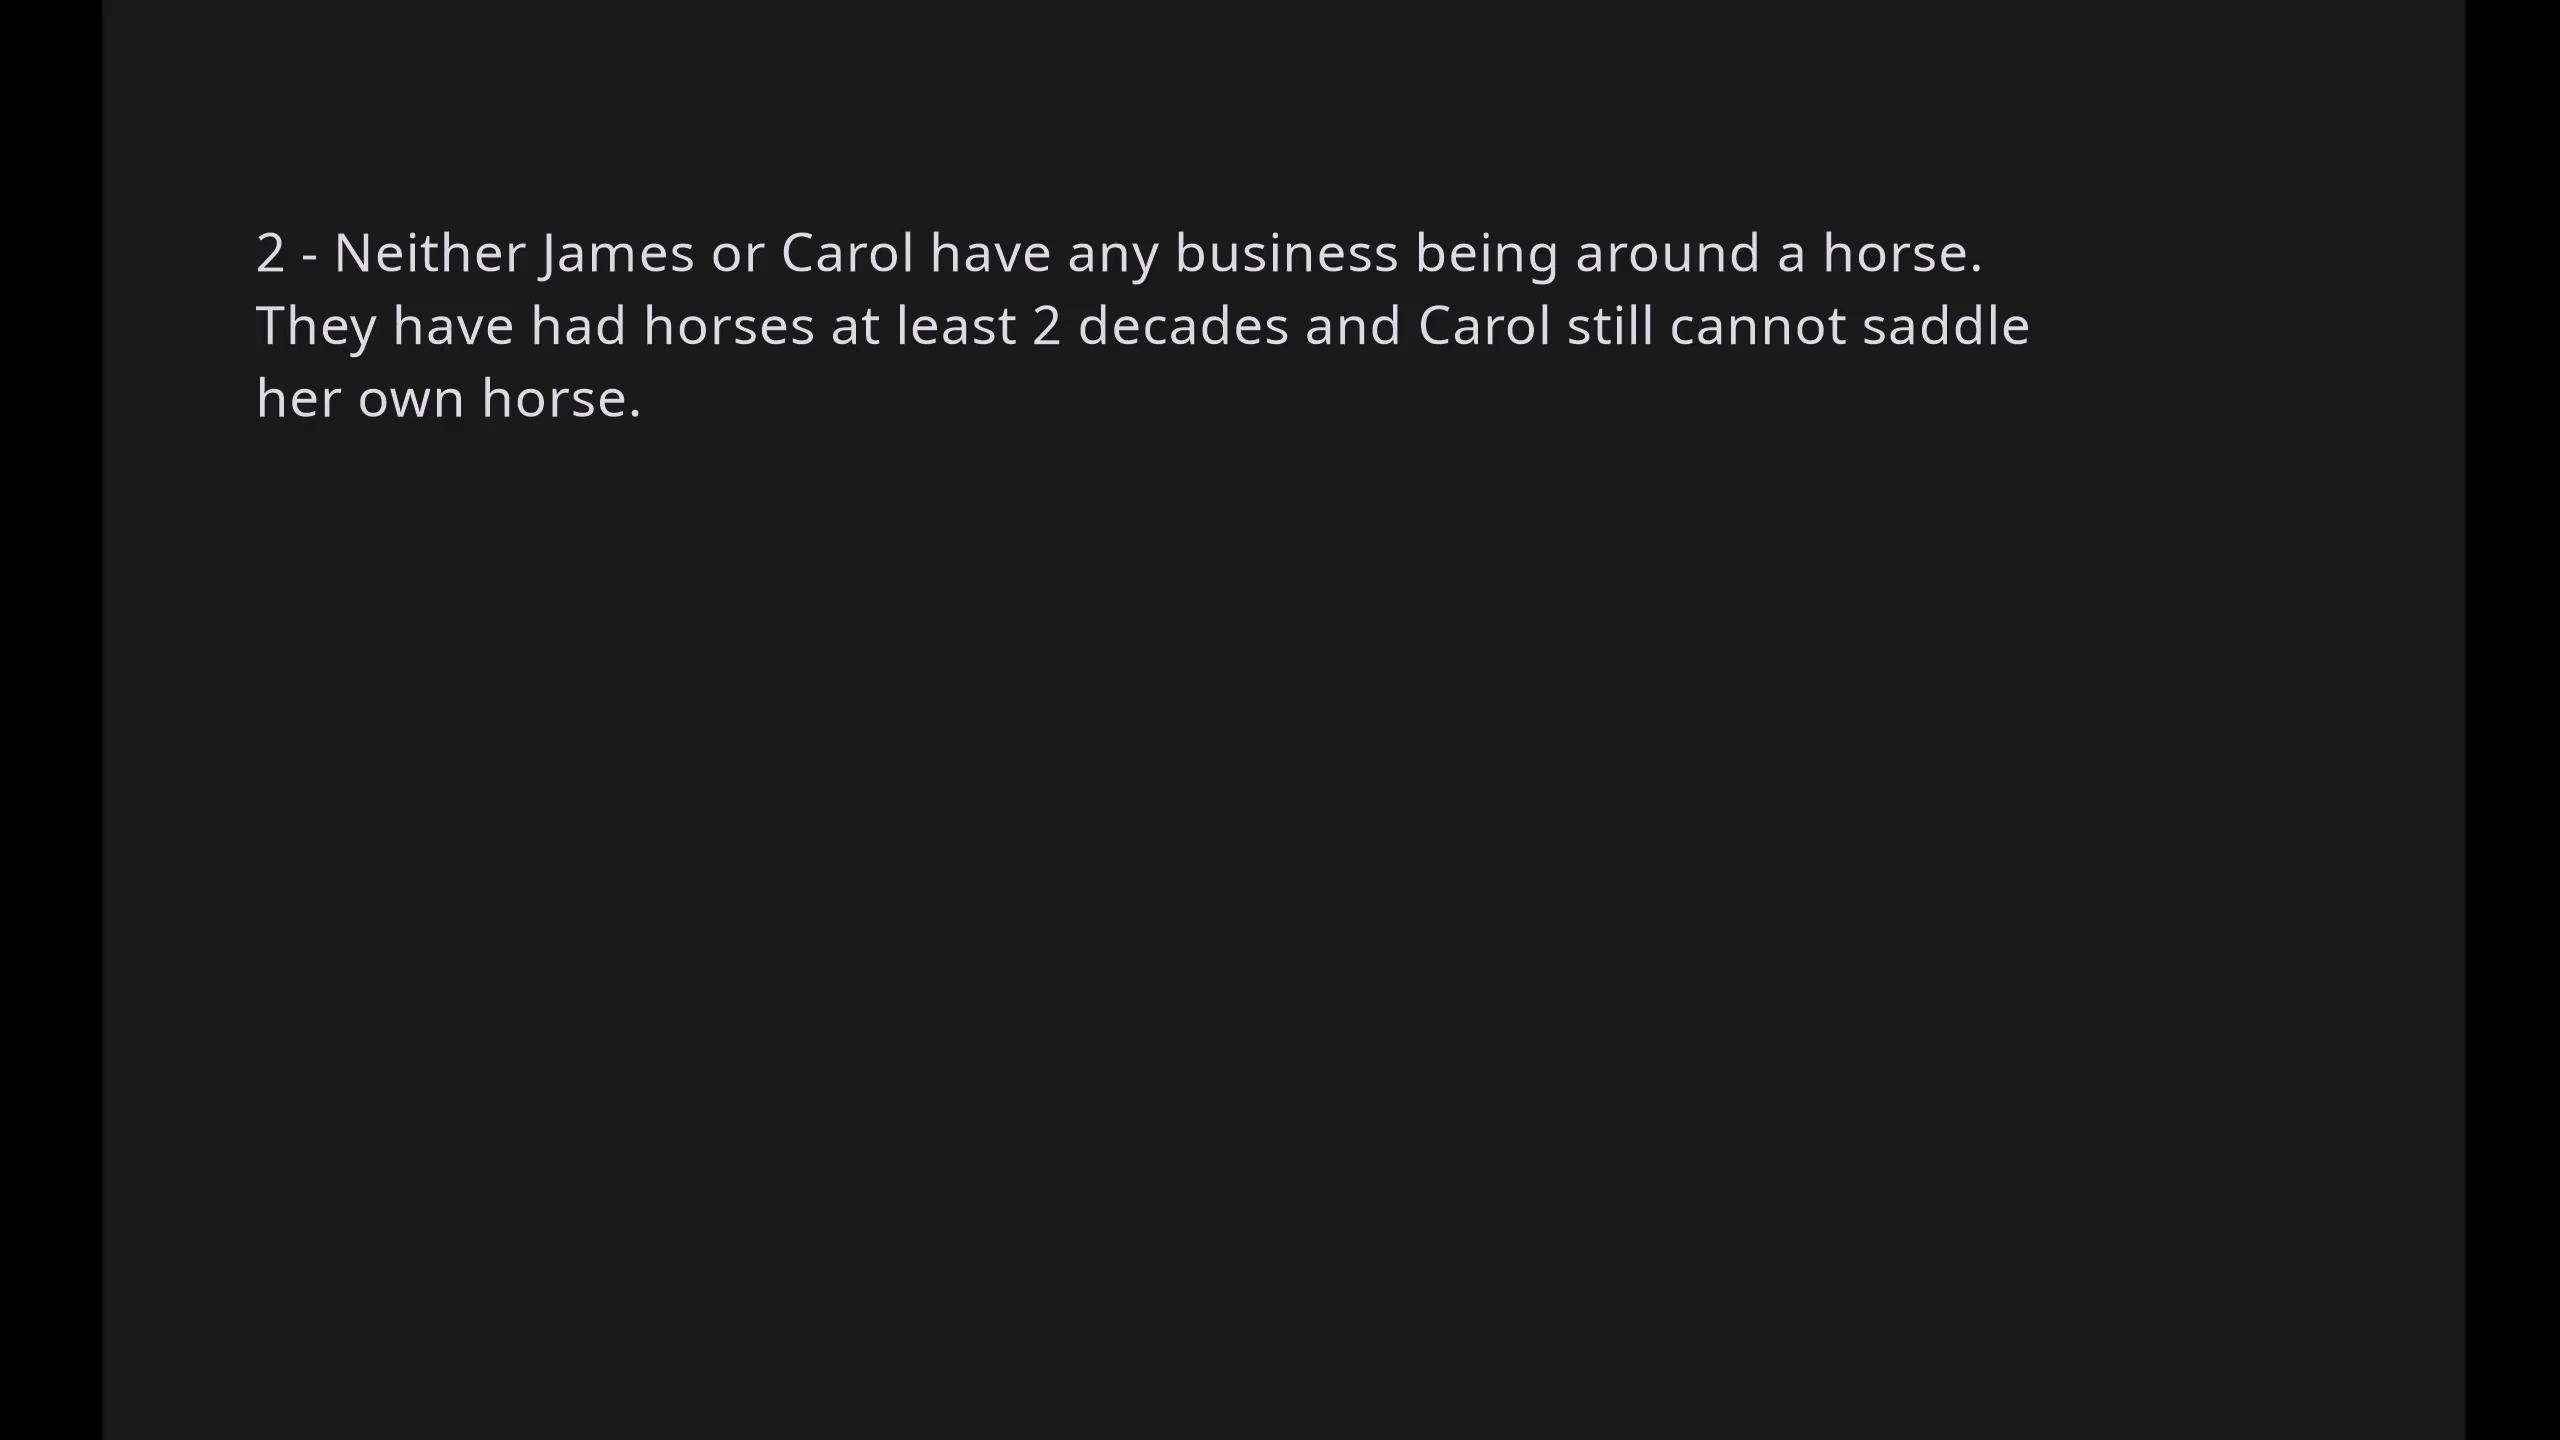 2 - Neither James or Carol have any business being around a horse.
They have had horses at least 2 decades and Carol still cannot saddle
her own horse.